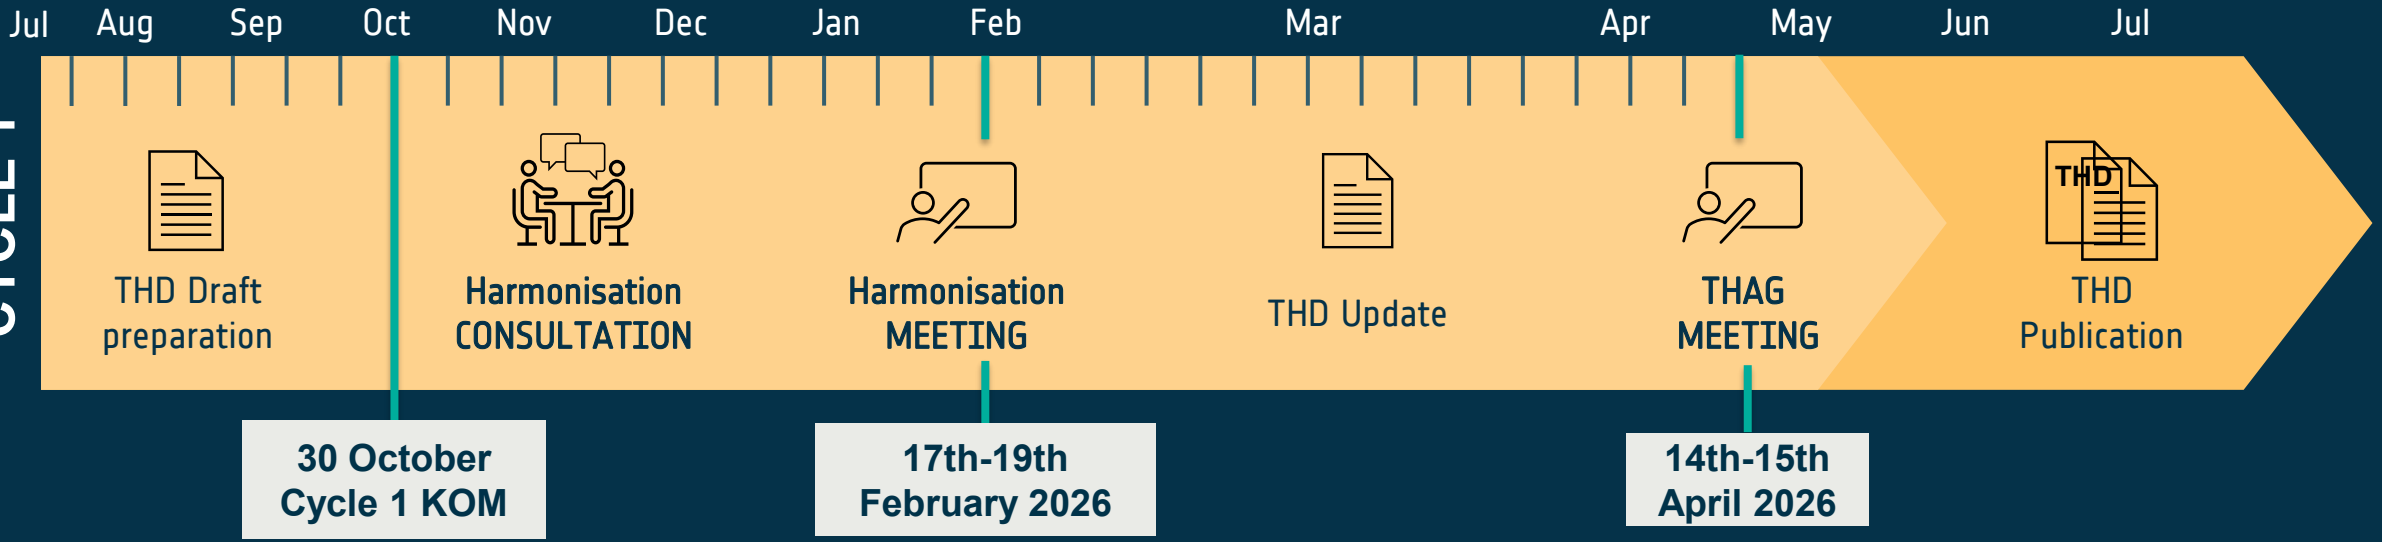 Jul Aug Sep Oct Nov Dec Jan Feb Mar Apr May Jun Jul
CYCLE 1
THD
THD Draft
preparation
Harmonisation
CONSULTATION
Harmonisation
MEETING
THD Update
THAG
MEETING
THD
Publication
30 October
Cycle 1 KOM
17th-19th
February 2026
14th-15th
April 2026